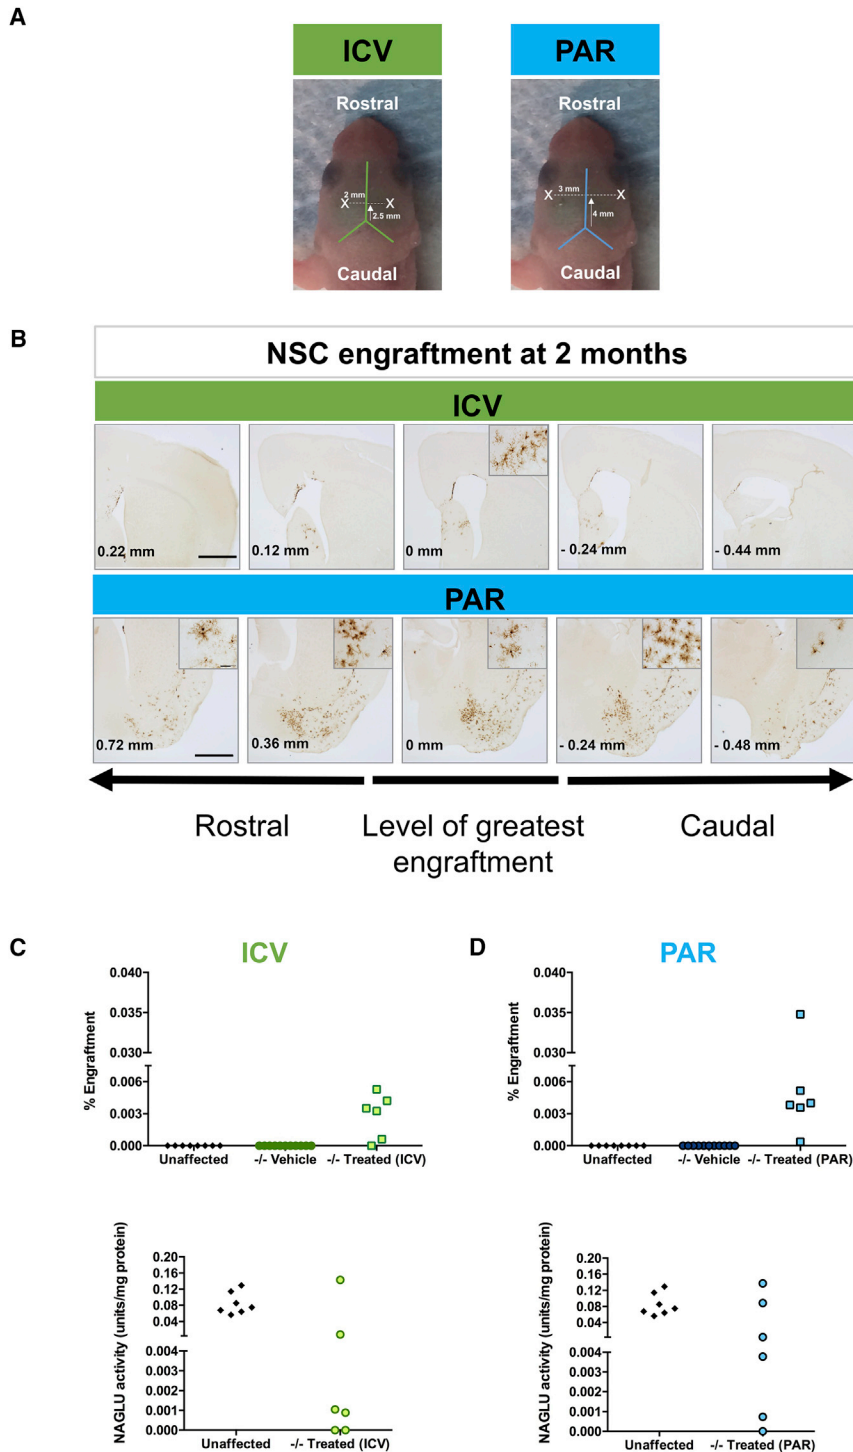 A
ICV
PAR
Rostral
2 mm
X
X
2.5 mm
Caudal
Rostral
3 mm
X
X
4 mm
Caudal
B
NSC engraftment at 2 months
ICV
0.22 mm
0.12 mm
0 mm
- 0.24 mm
- 0.44 mm
PAR
0.72 mm
0.36 mm
0 mm
- 0.24 mm
- 0.48 mm
Rostral
Level of greatest
engraftment
Caudal
C
ICV
% Engraftment
0.040
0.035
0.030
0.006
0.003
0.000
Unaffected
-/- Vehicle
-/- Treated (ICV)
NAGLU activity (units/mg protein)
0.20
0.16
0.12
0.08
0.04
0.004
0.003
0.002
0.001
0.000
Unaffected
-/- Treated (ICV)
D
PAR
% Engraftment
0.040
0.035
0.030
0.006
0.003
0.000
Unaffected
-/- Vehicle
-/- Treated (PAR)
NAGLU activity (units/mg protein)
0.20
0.16
0.12
0.08
0.04
0.004
0.003
0.002
0.001
0.000
Unaffected
-/- Treated (PAR)